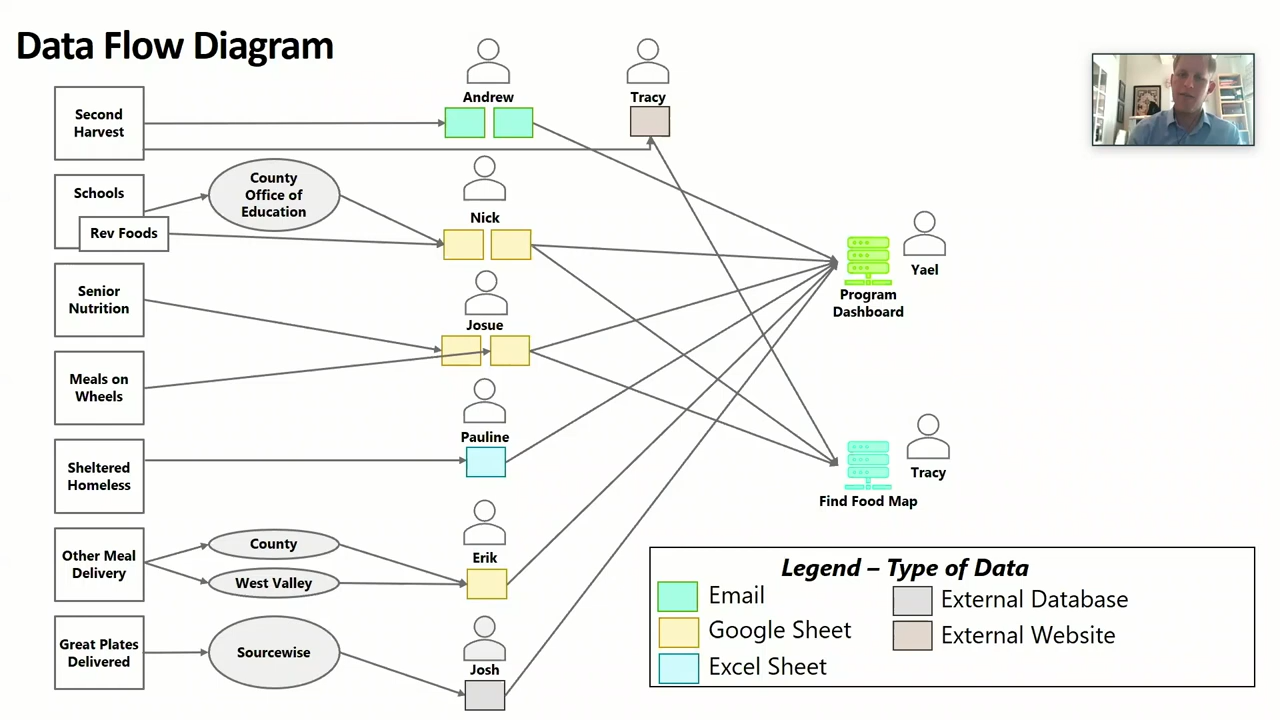 Data Flow Diagram
Andrew
Tracy
Second
Harvest
Schools
Rev Foods
County
Office of
Education
Nick
Senior
Nutrition
Josue
Meals on
Wheels
Pauline
Sheltered
Homeless
Other Meal
Delivery
County
West Valley
Erik
Great Plates
Delivered
Sourcewise
Josh
Yael
Program
Dashboard
Tracy
Find Food Map
Legend – Type of Data
Email
Google Sheet
Excel Sheet
External Database
External Website